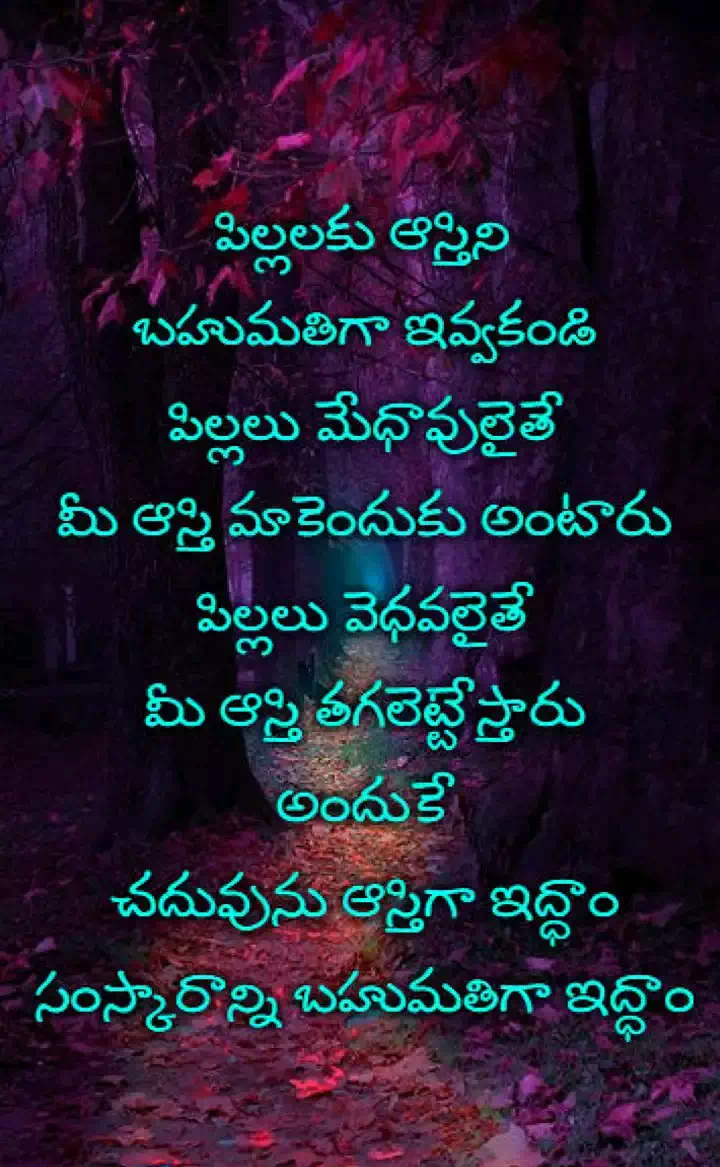 పిల్లలకు ఆస్తిని
బహుమతిగా ఇవ్వకండి
పిల్లలు మేధావులైతే
మీ ఆస్తి మాకెందుకు అంటారు
పిల్లలు వెధవలైతే
మీ ఆస్తి తగలెట్టేస్తారు
అందుకే
చదువును ఆస్తిగా ఇద్దాం
సంస్కారాన్ని బహుమతిగా ఇద్దాం